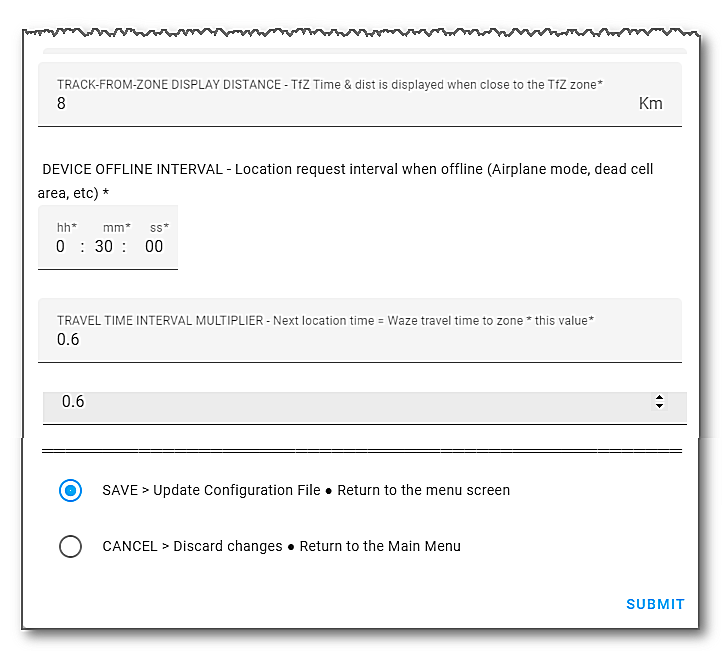 TRACK-FROM-ZONE DISPLAY DISTANCE - TfZ Time & dist is displayed when close to the TfZ zone*
8 Km
DEVICE OFFLINE INTERVAL - Location request interval when offline (Airplane mode, dead cell
area, etc) *
hh* mm* ss*
0 : 30 : 00
TRAVEL TIME INTERVAL MULTIPLIER - Next location time = Waze travel time to zone * this value*
0.6
0.6
SAVE > Update Configuration File ● Return to the menu screen
CANCEL > Discard changes ● Return to the Main Menu
SUBMIT